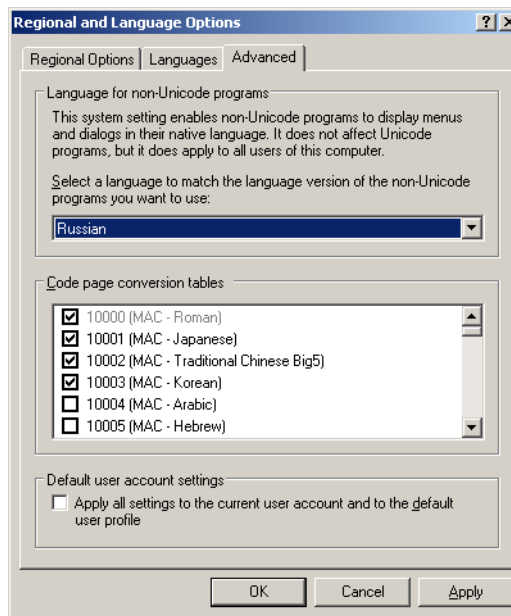 Regional and Language Options
Regional Options
Languages
Advanced
Language for non-Unicode programs
This system setting enables non-Unicode programs to display menus
and dialogs in their native language. It does not affect Unicode
programs, but it does apply to all users of this computer.
Select a language to match the language version of the non-Unicode
programs you want to use:
Russian
Code page conversion tables
10000 (MAC - Roman)
10001 (MAC - Japanese)
10002 (MAC - Traditional Chinese Big5)
10003 (MAC - Korean)
10004 (MAC - Arabic)
10005 (MAC - Hebrew)
Default user account settings
Apply all settings to the current user account and to the default
user profile
OK
Cancel
Apply